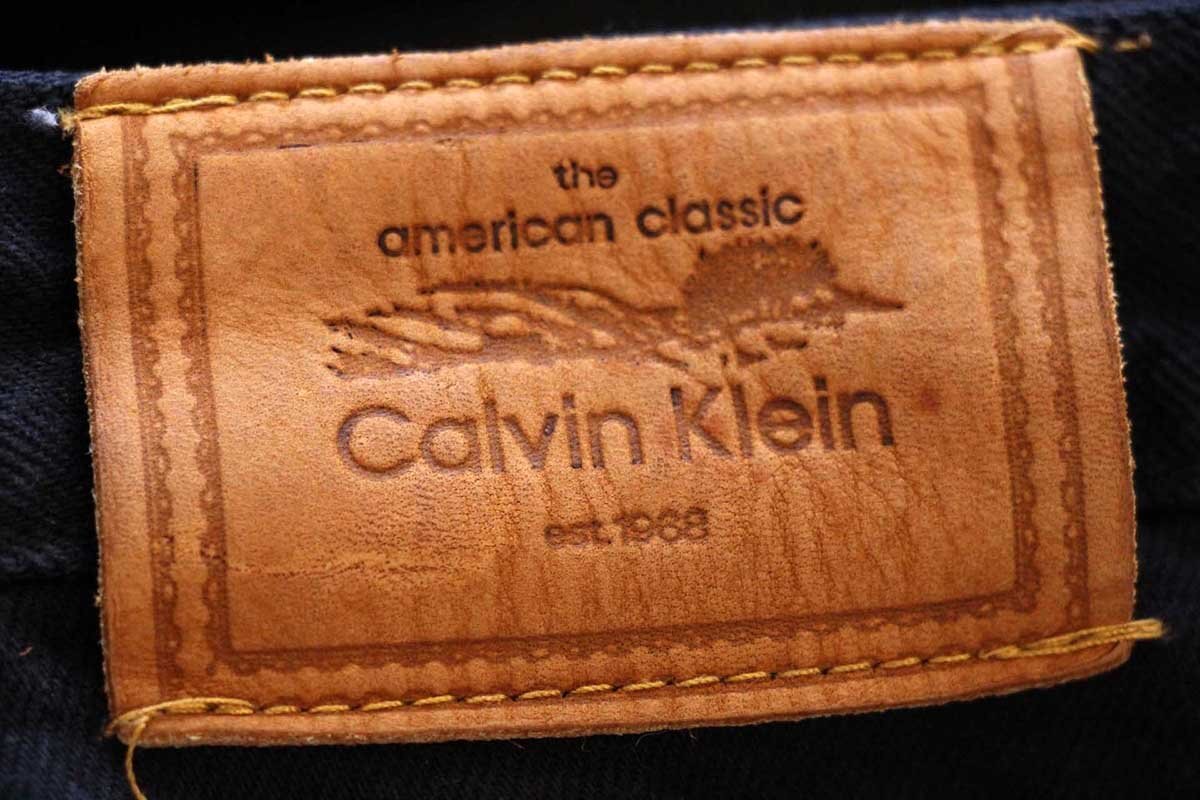 the
american classic
Calvin Klein
est.1968